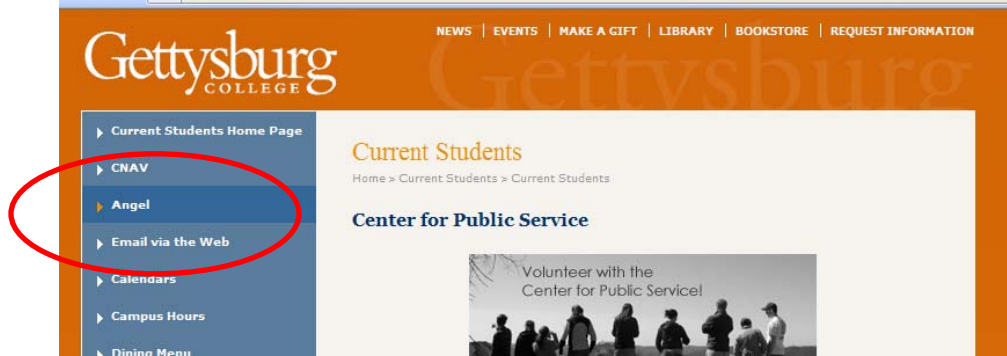 NEWS | EVENTS | MAKE A GIFT | LIBRARY | BOOKSTORE | REQUEST INFORMATION
Gettysburg
COLLEGE
Gettysburg
Current Students Home Page
CNAV
Angel
Email via the Web
Calendars
Campus Hours
Dining Menu
Current Students
Home > Current Students > Current Students
Center for Public Service
Volunteer with the
Center for Public Service!